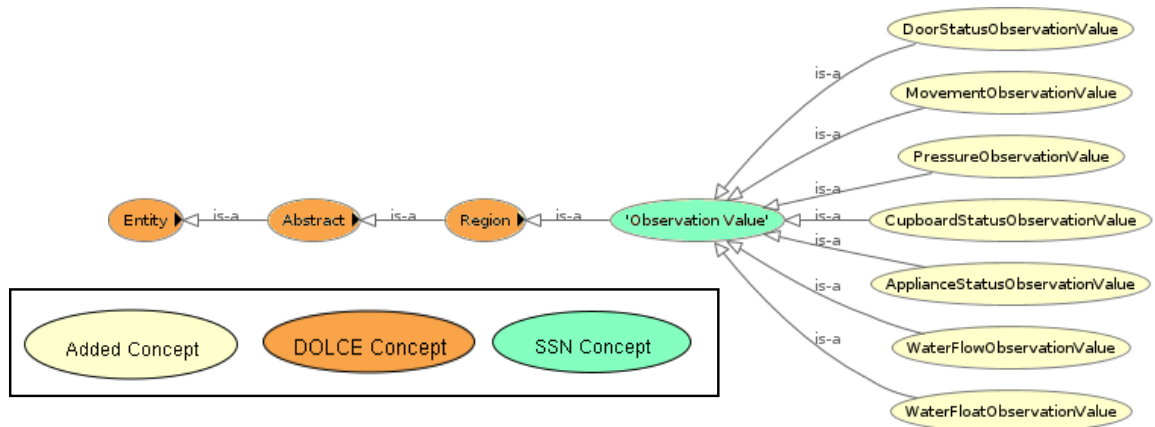 DoorStatusObservationValue
is-a
MovementObservationValue
is-a
PressureObservationValue
is-a
Entity is-a Abstract is-a Region is-a 'Observation Value' is-a CupboardStatusObservationValue
is-a
ApplianceStatusObservationValue
is-a
WaterFlowObservationValue
is-a
WaterFloatObservationValue
Added Concept DOLCE Concept SSN Concept